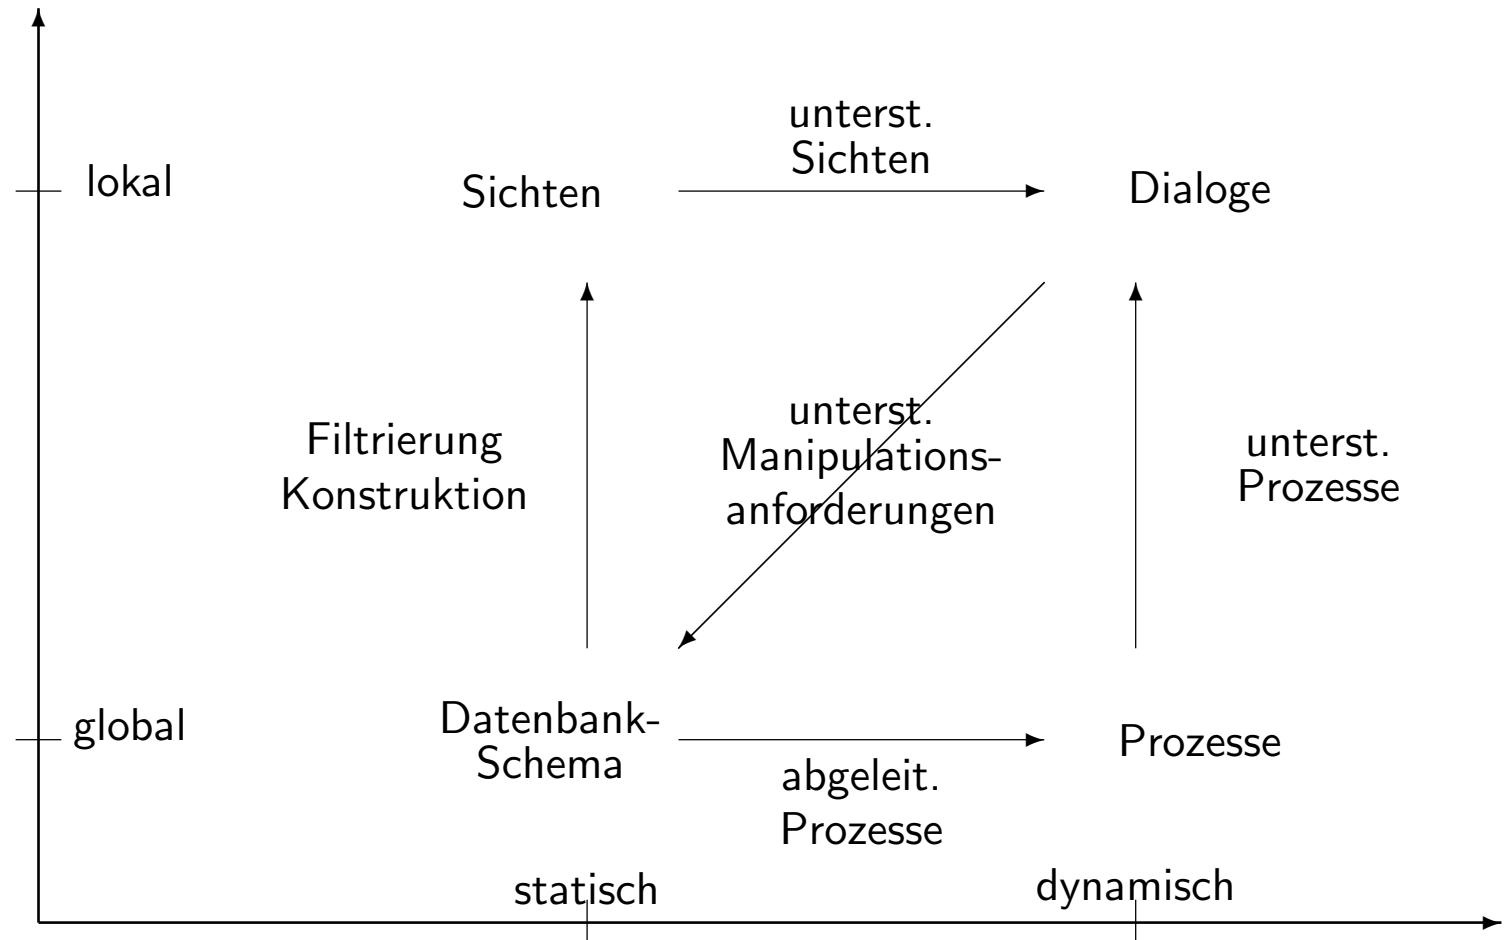 unterst.
Sichten
lokal
Sichten
Dialoge
unterst.
Manipulations-
anforderungen
Filtrierung
Konstruktion
unterst.
Prozesse
global
Datenbank-
Schema
Prozesse
abgeleit.
Prozesse
statisch
dynamisch